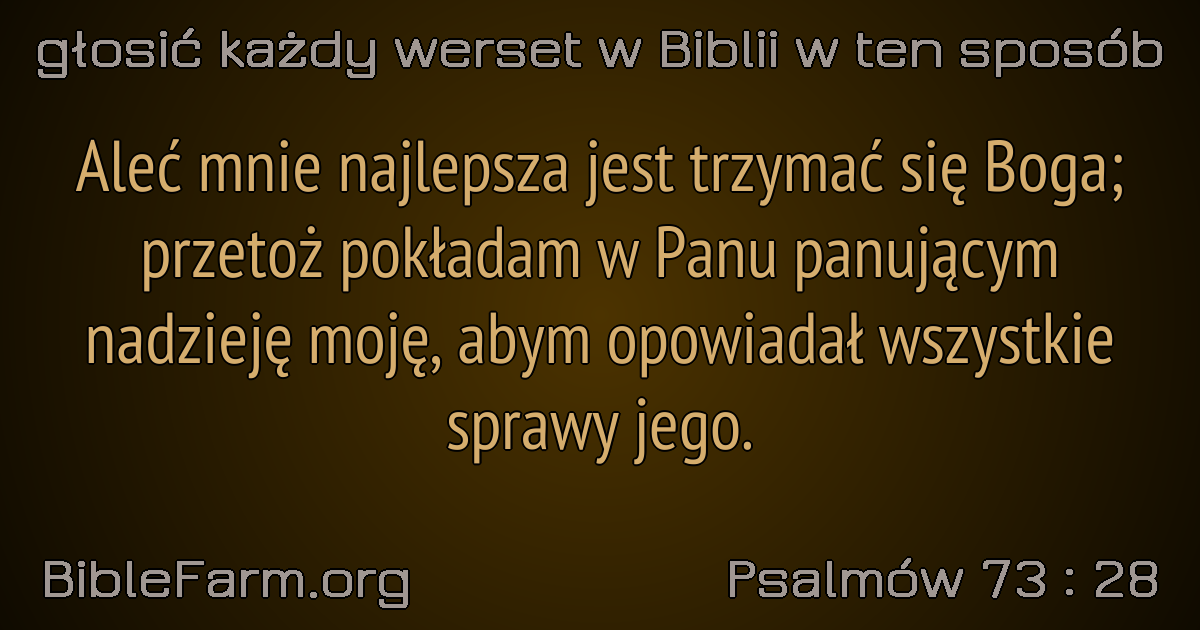 głosić każdy werset w Biblii w ten sposób
Aleć mnie najlepsza jest trzymać się Boga;
przetoż pokładam w Panu panującym
nadzieję moję, abym opowiadał wszystkie
sprawy jego.
BibleFarm.org
Psalmów 73 : 28